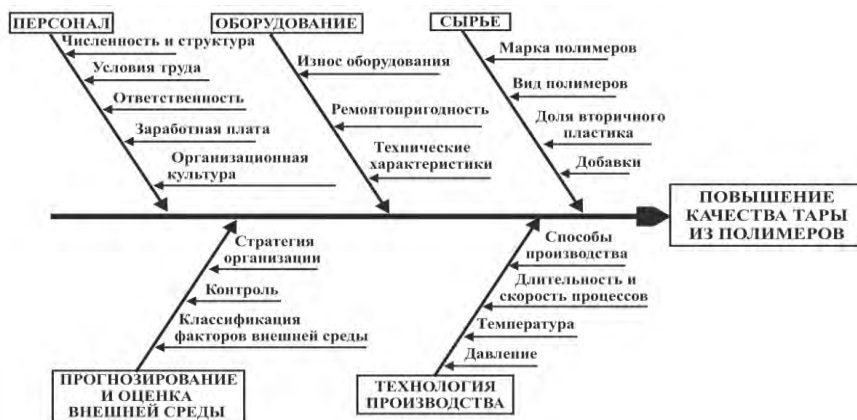 ПЕРСОНАЛ
Численность и структура
Условия труда
Ответственность
Заработная плата
Организационная
культура
ОБОРУДОВАНИЕ
Износ оборудования
Ремонтопригодность
Технические
характеристики
СЫРЬЕ
Марка полимеров
Вид полимеров
Доля вторичного
пластика
Добавки
ПОВЫШЕНИЕ
КАЧЕСТВА ТАРЫ
ИЗ ПОЛИМЕРОВ
Стратегия
организации
Контроль
Классификация
факторов внешней среды
ПРОГНОЗИРОВАНИЕ
И ОЦЕНКА
ВНЕШНЕЙ СРЕДЫ
Способы
производства
Длительность и
скорость процессов
Температура
Давление
ТЕХНОЛОГИЯ
ПРОИЗВОДСТВА